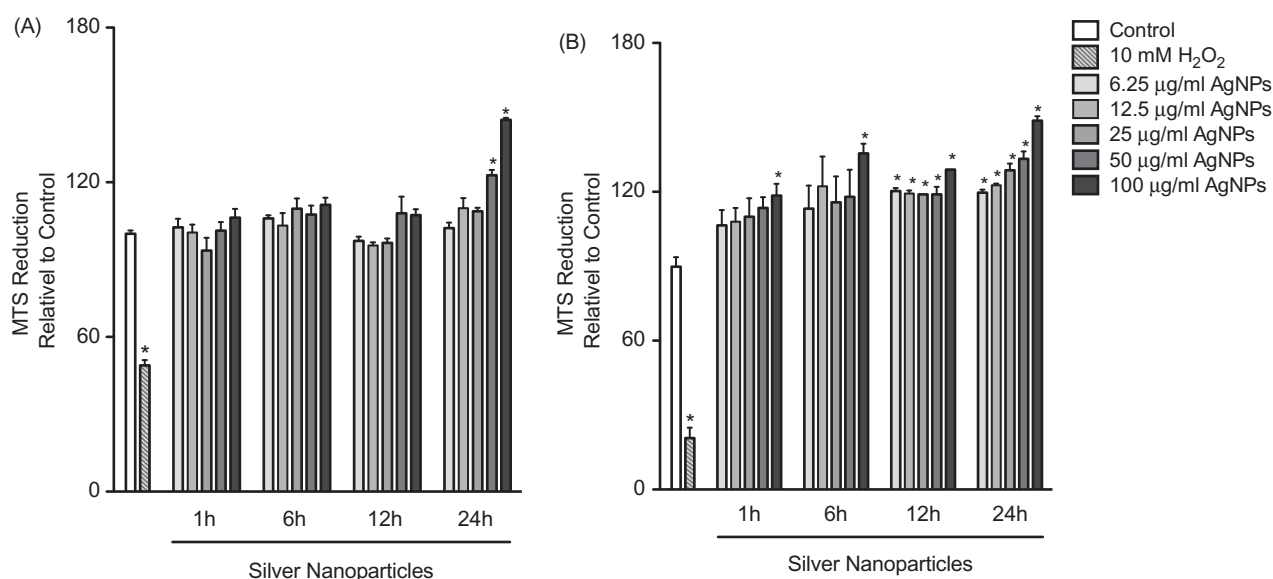 (A)
180
120
60
0
MTS Reduction
Relativel to Control
*
*
*
1h 6h 12h 24h
Silver Nanoparticles
(B)
180
120
60
0
MTS Reduction
Relativel to Control
*
*
*
* * * * *
* * * * *
1h 6h 12h 24h
Silver Nanoparticles
Control
10 mM H₂O₂
6.25 μg/ml AgNPs
12.5 μg/ml AgNPs
25 μg/ml AgNPs
50 μg/ml AgNPs
100 μg/ml AgNPs